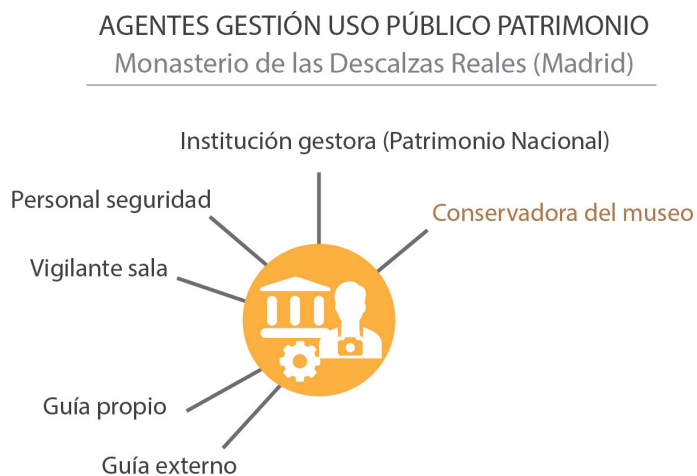 AGENTES GESTIÓN USO PÚBLICO PATRIMONIO
Monasterio de las Descalzas Reales (Madrid)
Institución gestora (Patrimonio Nacional)
Personal seguridad
Conservadora del museo
Vigilante sala
Guía propio
Guía externo